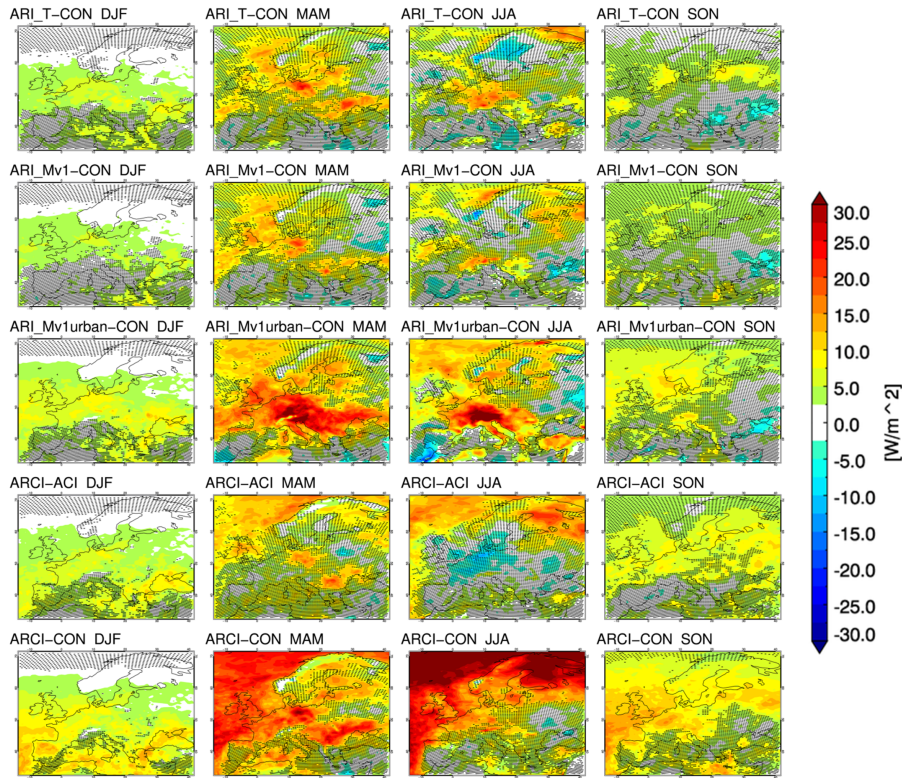 ARI_T-CON DJF
ARI_T-CON MAM
ARI_T-CON JJA
ARI_T-CON SON
ARI_Mv1-CON DJF
ARI_Mv1-CON MAM
ARI_Mv1-CON JJA
ARI_Mv1-CON SON
ARI_Mv1urban-CON DJF
ARI_Mv1urban-CON MAM
ARI_Mv1urban-CON JJA
ARI_Mv1urban-CON SON
ARCI-ACI DJF
ARCI-ACI MAM
ARCI-ACI JJA
ARCI-ACI SON
ARCI-CON DJF
ARCI-CON MAM
ARCI-CON JJA
ARCI-CON SON
30.0
25.0
20.0
15.0
10.0
5.0
0.0
-5.0
-10.0
-15.0
-20.0
-25.0
-30.0
[W/m^2]